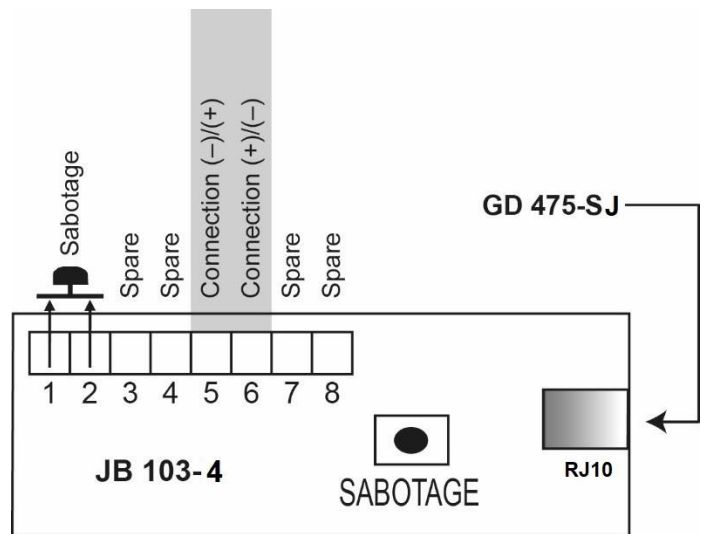 Sabotage
Spare
Spare
Connection (–)/(+)
Connection (+)/(–)
Spare
Spare
GD 475-SJ
1 2 3 4 5 6 7 8
JB 103-4
SABOTAGE
RJ10